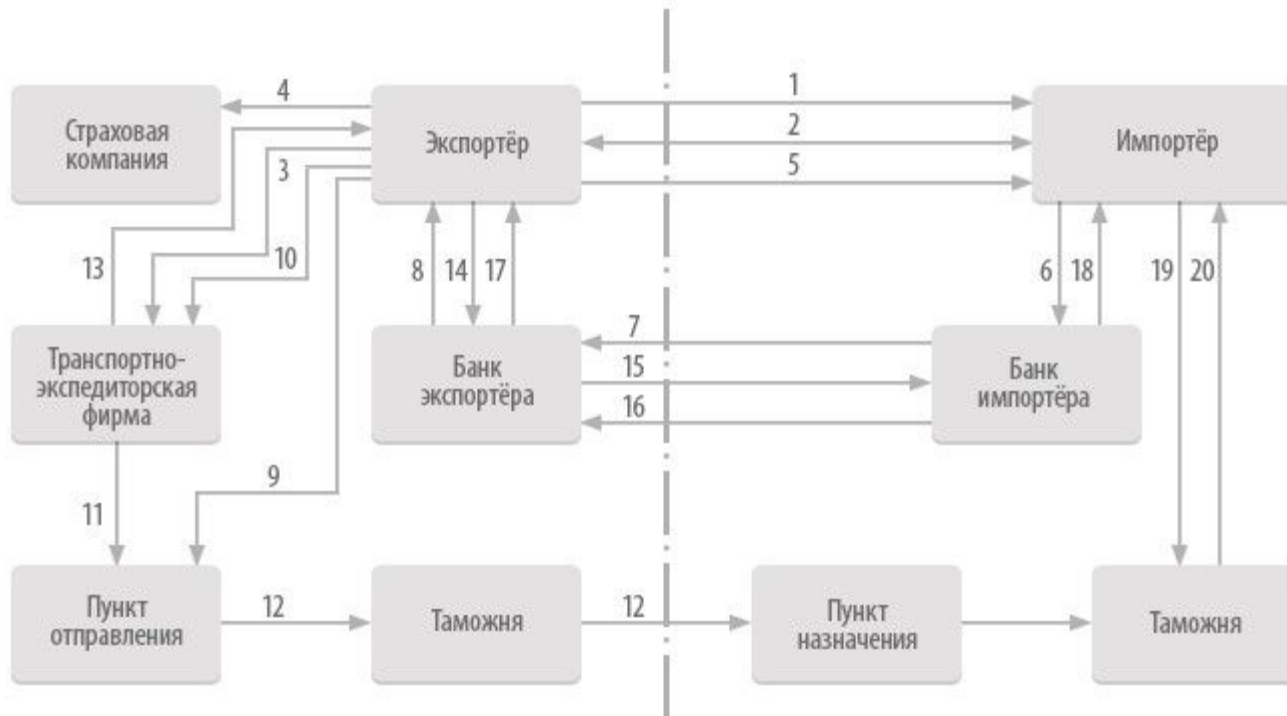 4
1
Страховая
компания
Экспортёр
2
Импортёр
3
5
13
10
8
14
17
6
18
19
20
Транспортно-
экспедиторская
фирма
Банк
экспортёра
7
15
16
Банк
импортёра
9
11
Пункт
отправления
12
Таможня
12
Пункт
назначения
Таможня